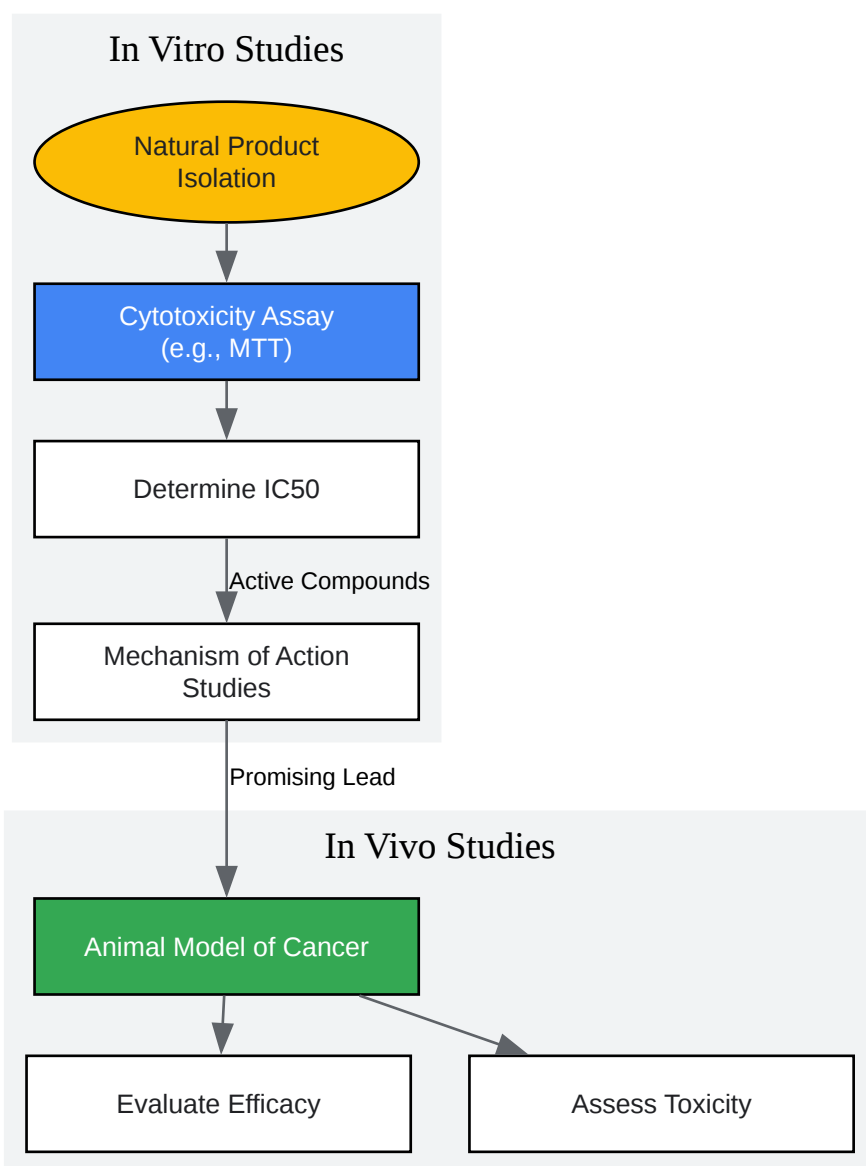 In Vitro Studies
Natural Product
Isolation
Cytotoxicity Assay
(e.g., MTT)
Determine IC50
Active Compounds
Mechanism of Action
Studies
Promising Lead
In Vivo Studies
Animal Model of Cancer
Evaluate Efficacy
Assess Toxicity